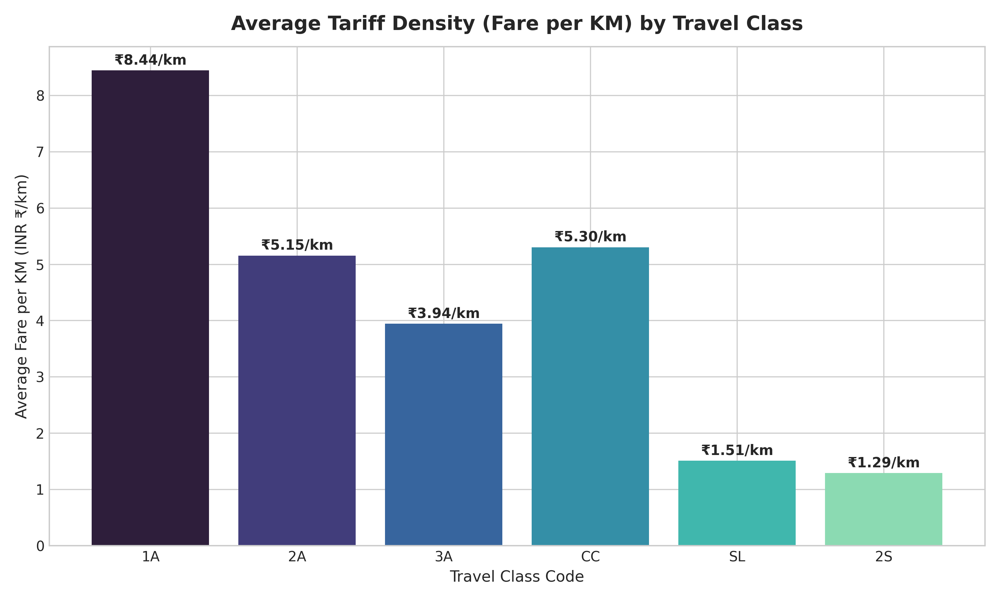 Average Tariff Density (Fare per KM) by Travel Class
Average Fare per KM (INR ₹/km)
8
7
6
5
4
3
2
1
0
₹8.44/km
₹5.15/km
₹3.94/km
₹5.30/km
₹1.51/km
₹1.29/km
1A
2A
3A
CC
SL
2S
Travel Class Code